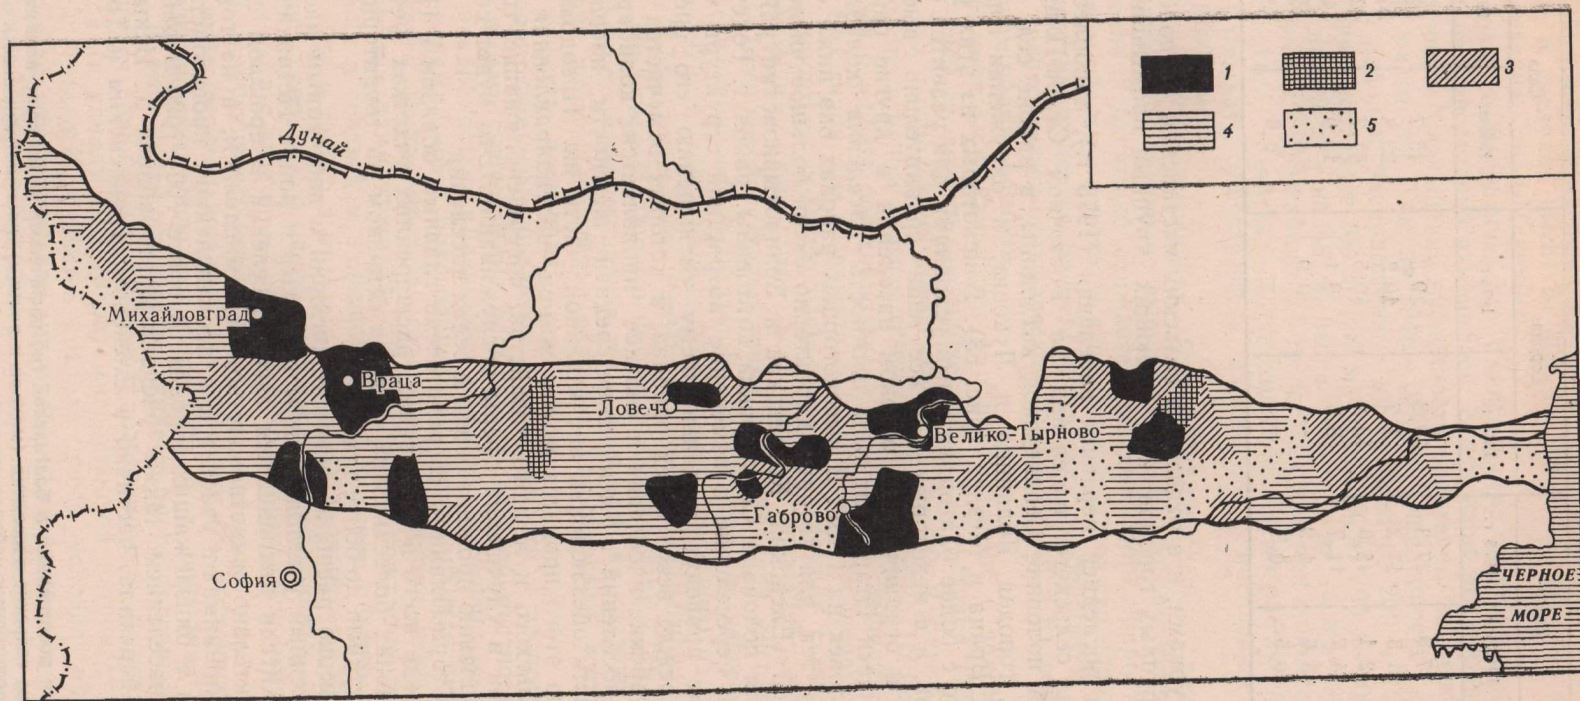 1
2
3
4
5
Дунай
Михайловград
Враца
Ловеч
Велико-Тырново
Габрово
София
ЧЕРНОЕ
МОРЕ